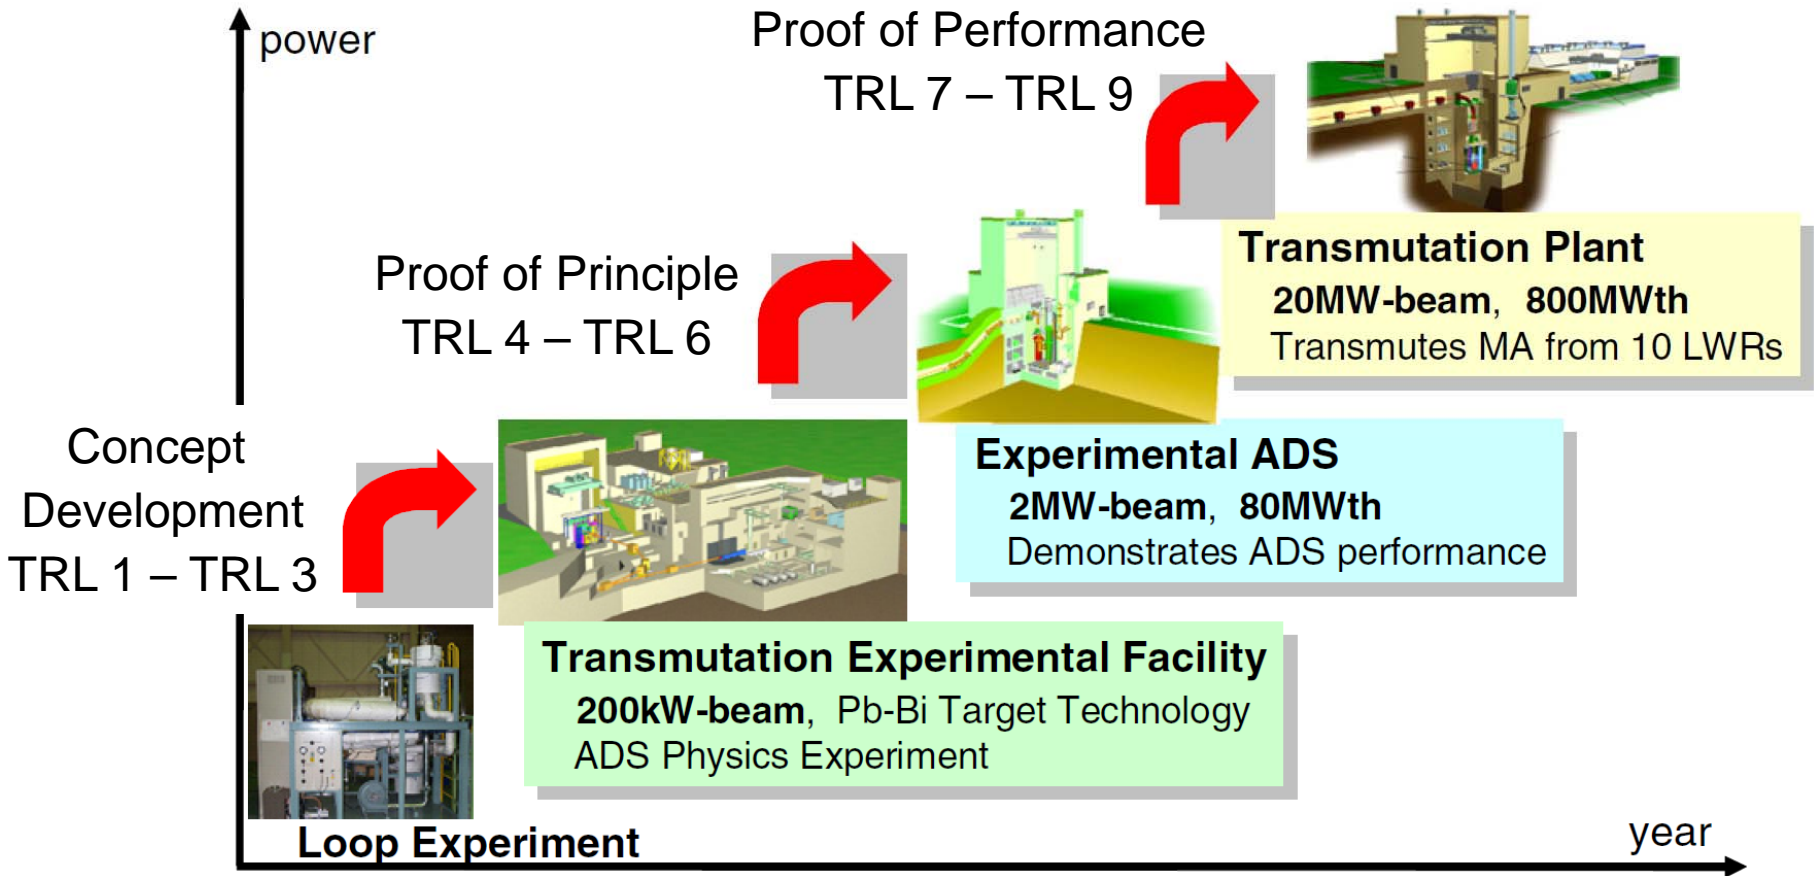 power
Proof of Performance
TRL 7 – TRL 9
Transmutation Plant
20MW-beam, 800MWth
Transmutes MA from 10 LWRs
Proof of Principle
TRL 4 – TRL 6
Experimental ADS
2MW-beam, 80MWth
Demonstrates ADS performance
Concept
Development
TRL 1 – TRL 3
Transmutation Experimental Facility
200kW-beam, Pb-Bi Target Technology
ADS Physics Experiment
Loop Experiment
year